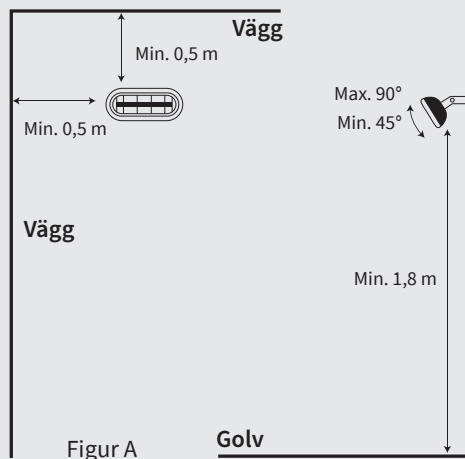 Vägg
Min. 0,5 m
Min. 0,5 m
Max. 90°
Min. 45°
Vägg
Min. 1,8 m
Figur A
Golv